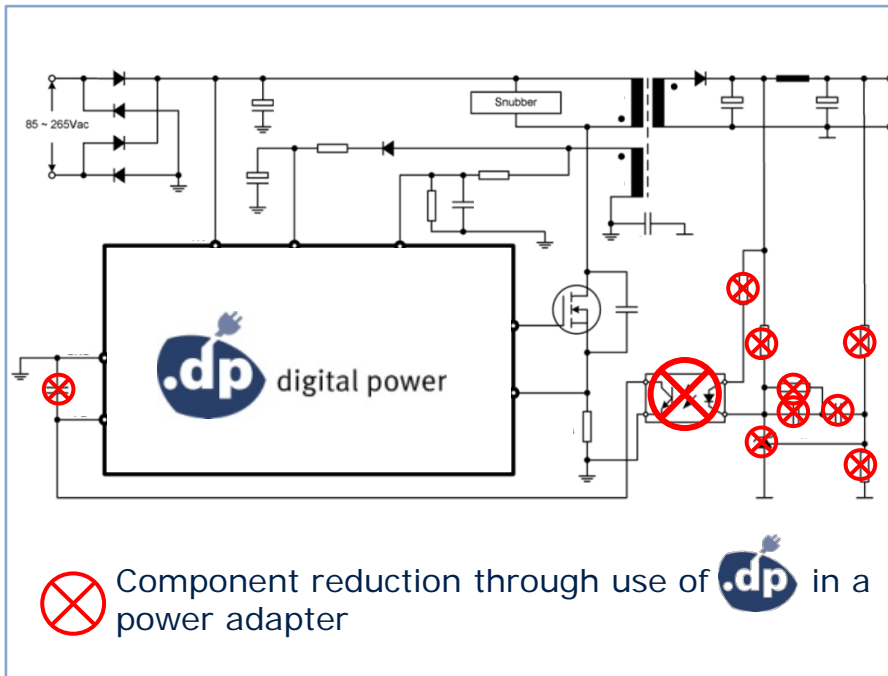 Snubber
85 ~ 265Vac
.dp digital power
Component reduction through use of .dp in a
power adapter